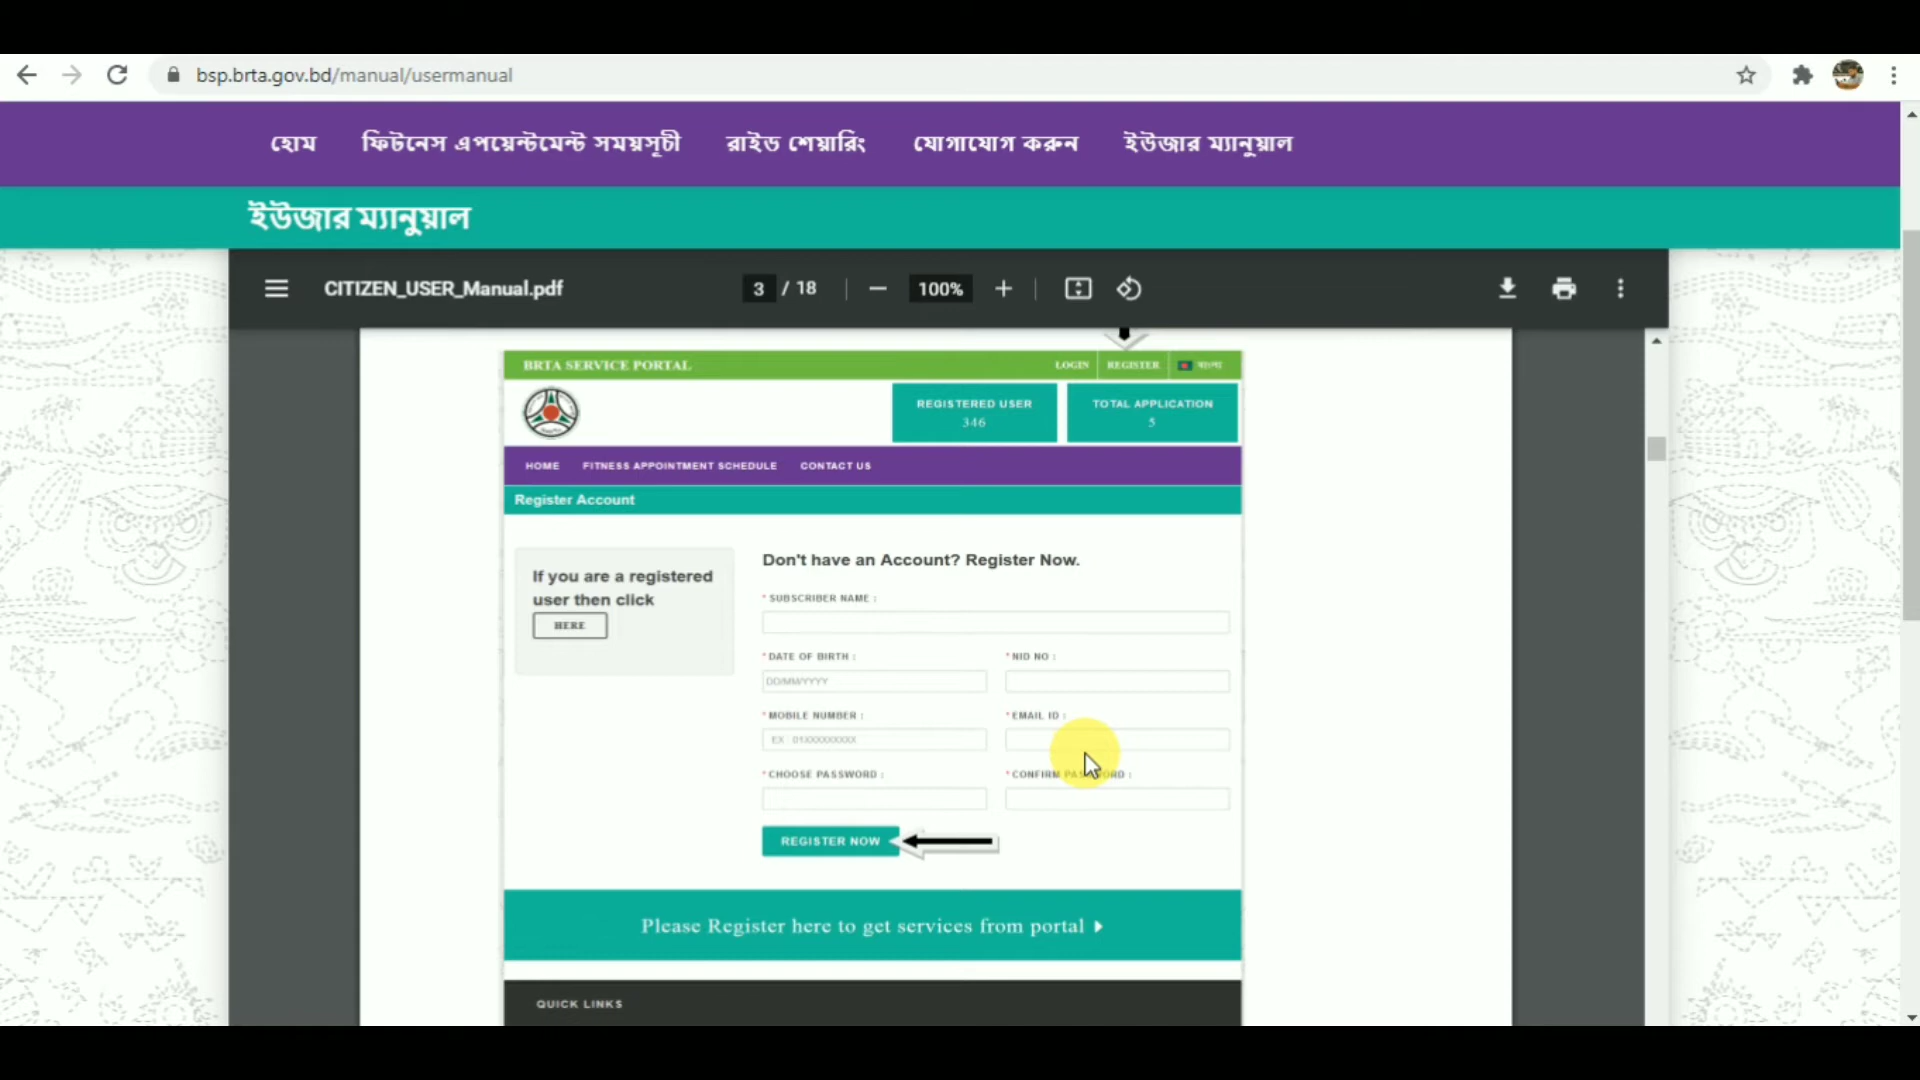 bsp.brta.gov.bd/manual/usermanual
হোম ফিটনেস এপয়েন্টমেন্ট সময়সূচী রাইড শেয়ারিং যোগাযোগ করুন ইউজার ম্যানুয়াল
ইউজার ম্যানুয়াল
CITIZEN_USER_Manual.pdf 3 / 18 100%
BRTA SERVICE PORTAL LOGIN REGISTER বাংলা
REGISTERED USER TOTAL APPLICATION
346 5
HOME FITNESS APPOINTMENT SCHEDULE CONTACT US
Register Account
Don't have an Account? Register Now.
If you are a registered
user then click
HERE
* SUBSCRIBER NAME :
* DATE OF BIRTH : * NID NO :
DD/MM/YYYY
* MOBILE NUMBER : * EMAIL ID :
EX : 01XXXXXXXXX
* CHOOSE PASSWORD : * CONFIRM PASSWORD :
REGISTER NOW
Please Register here to get services from portal
QUICK LINKS